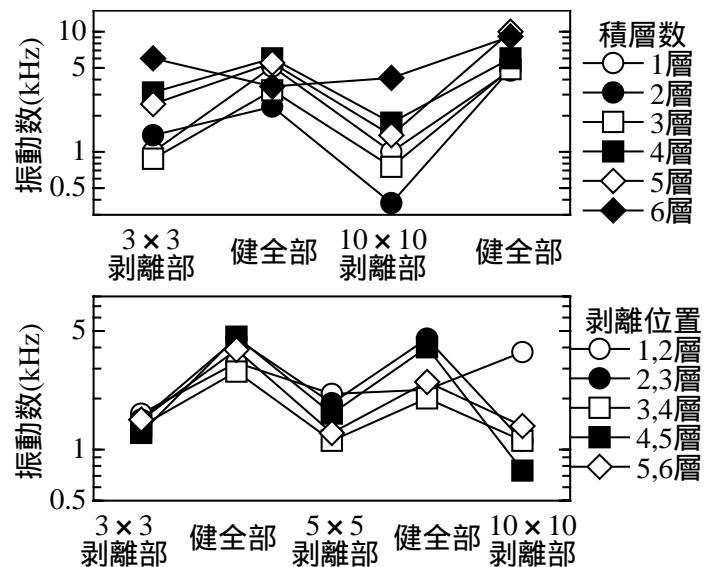 振動数(kHz)
10
5
1
0.5
3×3
剥離部
健全部
10×10
剥離部
健全部
積層数
1層
2層
3層
4層
5層
6層
振動数(kHz)
5
1
0.5
3×3
剥離部
健全部
5×5
剥離部
健全部
10×10
剥離部
剥離位置
1,2層
2,3層
3,4層
4,5層
5,6層